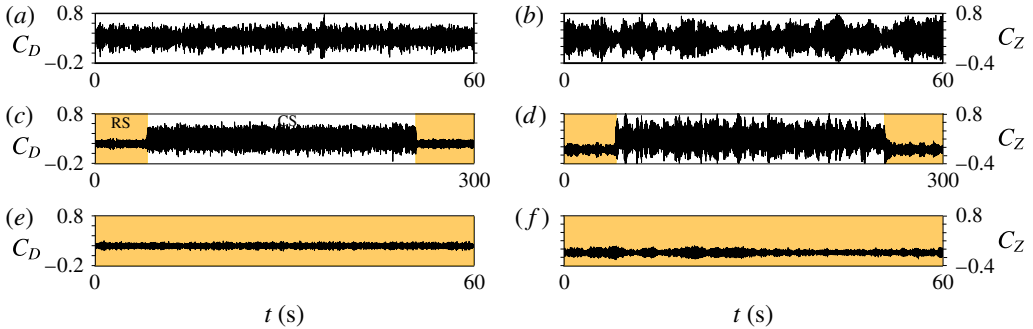 (a) 0.8 (b) 0.8
C_D C_Z
−0.2 −0.4
0 60 0 60
(c) 0.8 RS CS (d) 0.8
C_D C_Z
−0.2 −0.4
0 300 0 300
(e) 0.8 (f) 0.8
C_D C_Z
−0.2 −0.4
0 60 0 60
t (s) t (s)